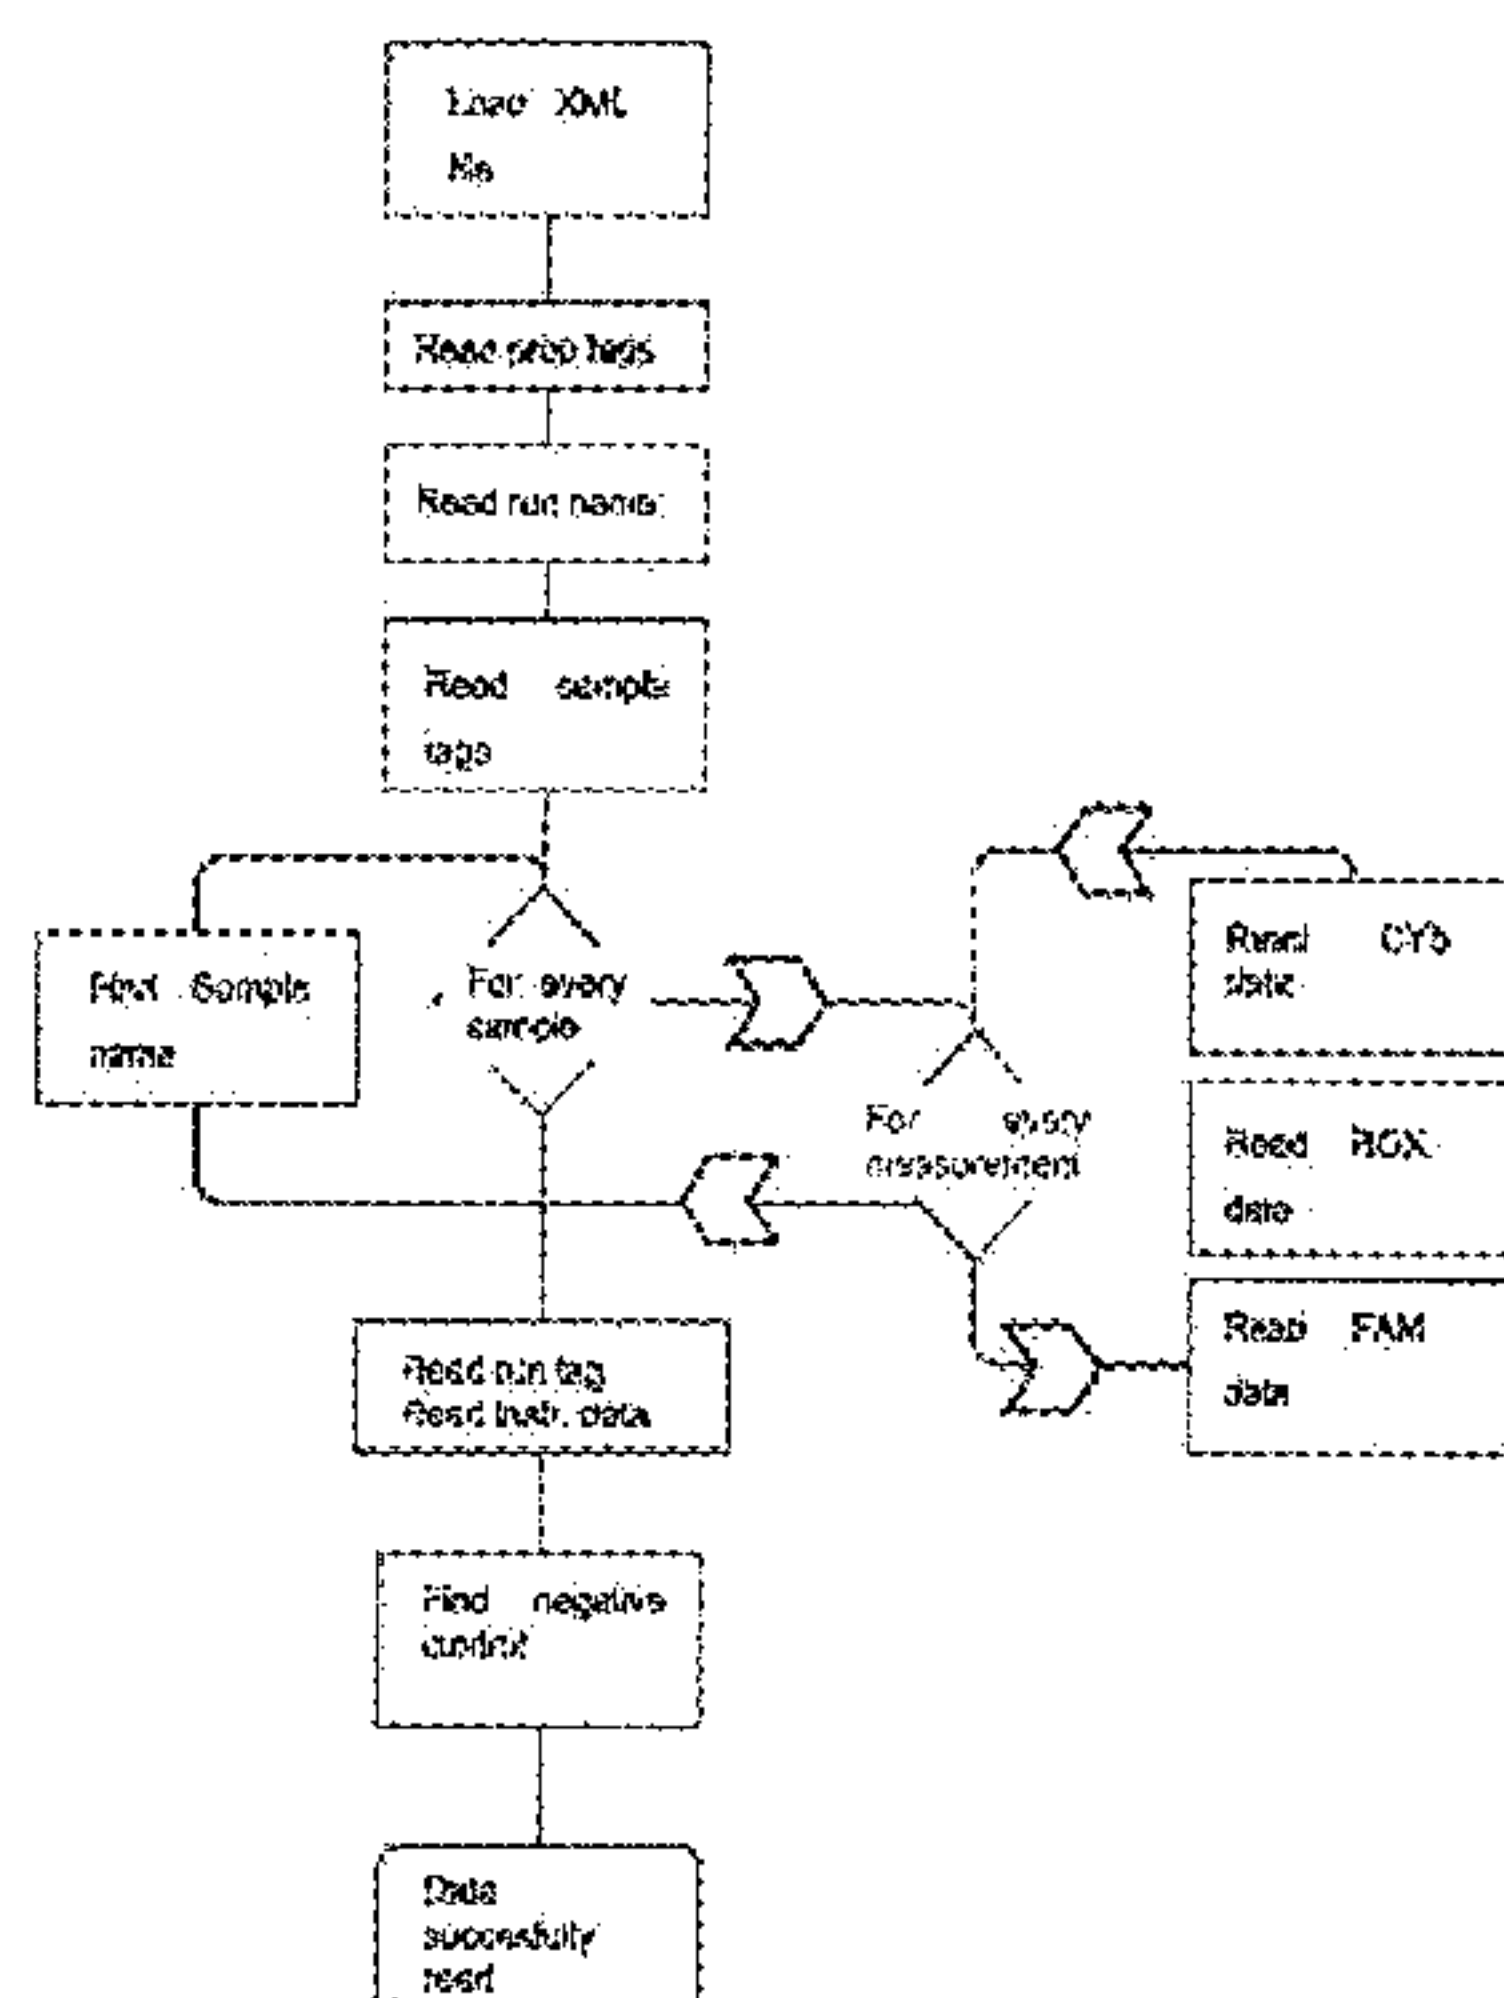 Load XML
file
Read prop tags
Read run name
Read sample
tags
Find Sample
name
For every
sample
For every
measurement
Read CY5
data
Read ROX
data
Read FAM
data
Read run tag
Read instr. data
Find negative
control
Data
succesfully
read